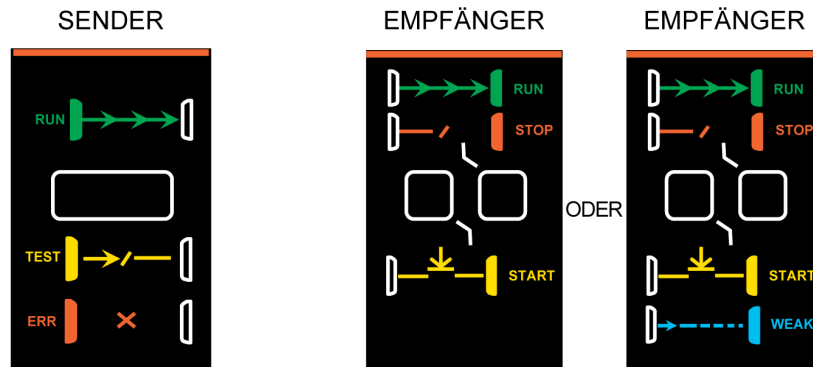 SENDER
RUN
TEST
ERR
EMPFÄNGER
RUN
STOP
START
ODER
EMPFÄNGER
RUN
STOP
START
WEAK